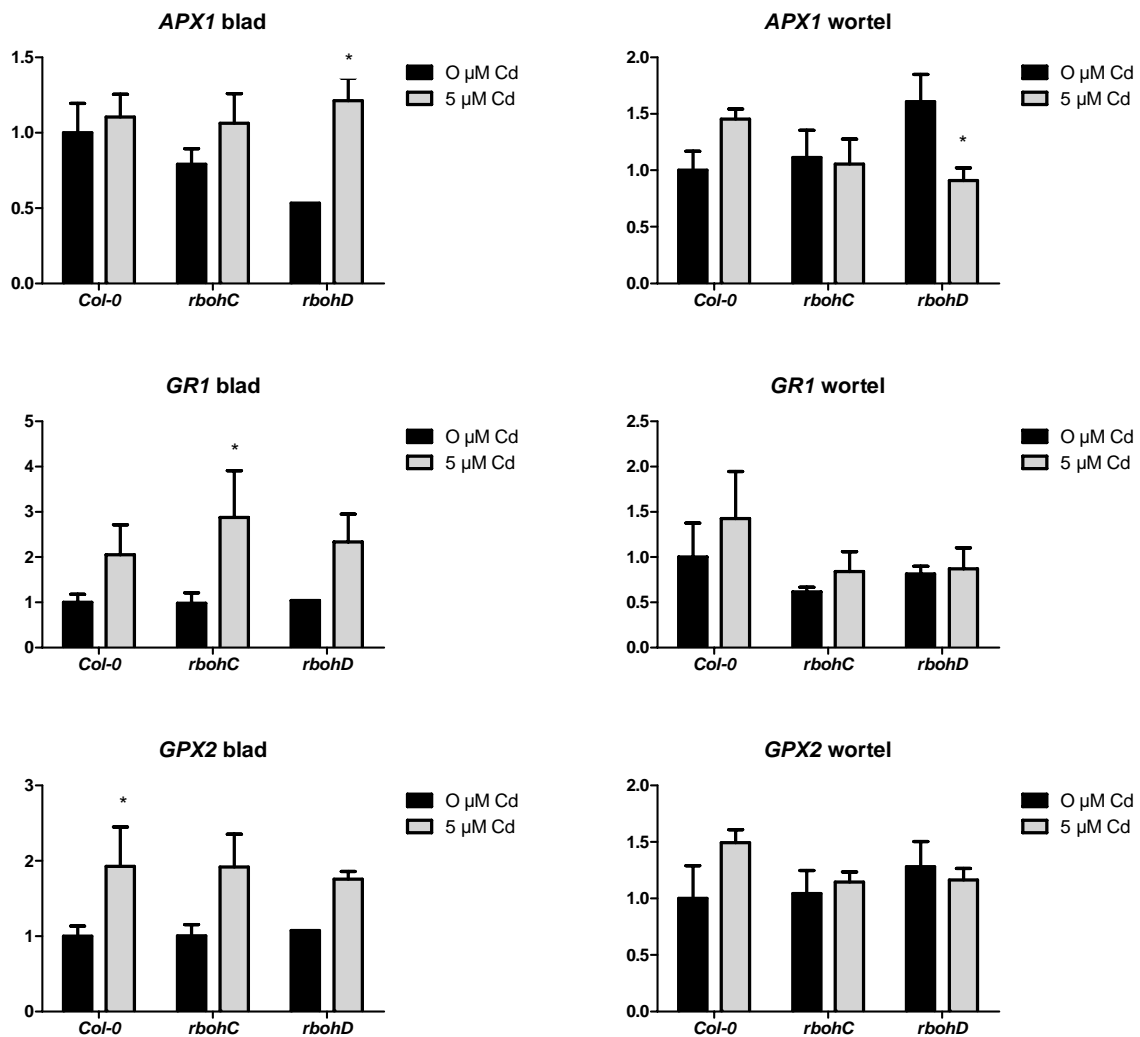 APX1 blad
1.5
1.0
0.5
0.0
*
Col-0 rbohC rbohD
O µM Cd
5 µM Cd
APX1 wortel
2.0
1.5
1.0
0.5
0.0
*
Col-0 rbohC rbohD
O µM Cd
5 µM Cd
GR1 blad
5
4
3
2
1
0
*
Col-0 rbohC rbohD
O µM Cd
5 µM Cd
GR1 wortel
2.5
2.0
1.5
1.0
0.5
0.0
Col-0 rbohC rbohD
O µM Cd
5 µM Cd
GPX2 blad
3
2
1
0
*
Col-0 rbohC rbohD
O µM Cd
5 µM Cd
GPX2 wortel
2.0
1.5
1.0
0.5
0.0
Col-0 rbohC rbohD
O µM Cd
5 µM Cd